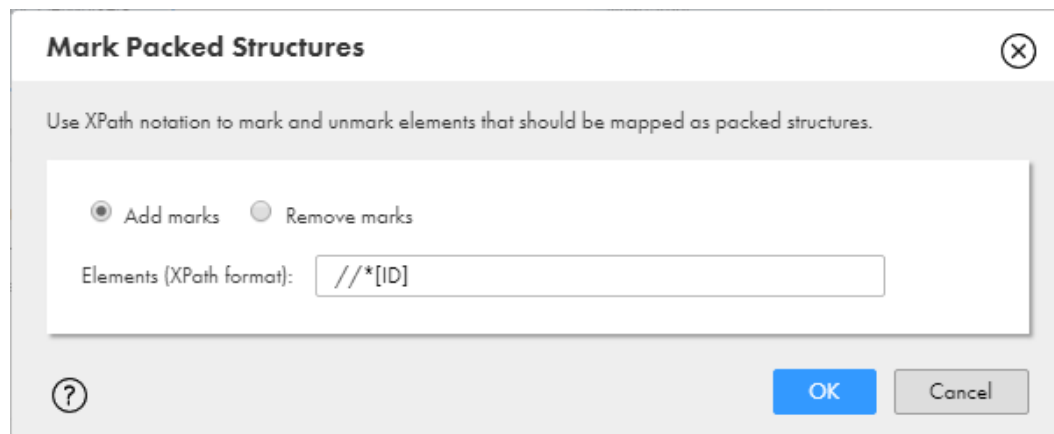 Mark Packed Structures
Use XPath notation to mark and unmark elements that should be mapped as packed structures.
Add marks Remove marks
Elements (XPath format): //*[ID]
? OK Cancel